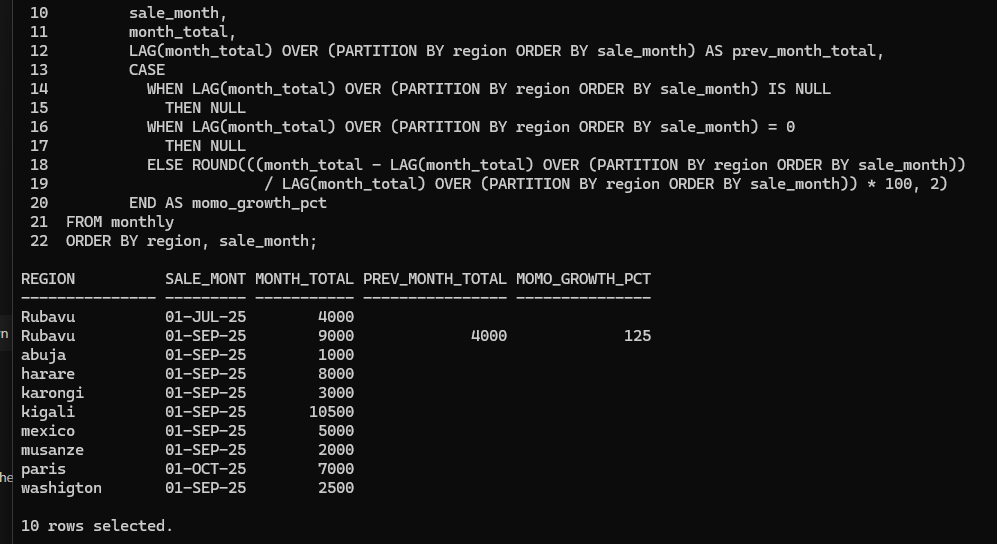 10         sale_month,
11         month_total,
12         LAG(month_total) OVER (PARTITION BY region ORDER BY sale_month) AS prev_month_total,
13         CASE
14           WHEN LAG(month_total) OVER (PARTITION BY region ORDER BY sale_month) IS NULL
15             THEN NULL
16           WHEN LAG(month_total) OVER (PARTITION BY region ORDER BY sale_month) = 0
17             THEN NULL
18           ELSE ROUND(((month_total - LAG(month_total) OVER (PARTITION BY region ORDER BY sale_month))
19                        / LAG(month_total) OVER (PARTITION BY region ORDER BY sale_month)) * 100, 2)
20         END AS momo_growth_pct
21  FROM monthly
22  ORDER BY region, sale_month;
REGION          SALE_MONT MONTH_TOTAL PREV_MONTH_TOTAL MOMO_GROWTH_PCT
--------------- --------- ----------- ---------------- ---------------
Rubavu          01-JUL-25        4000
Rubavu          01-SEP-25        9000             4000             125
abuja           01-SEP-25        1000
harare          01-SEP-25        8000
karongi         01-SEP-25        3000
kigali          01-SEP-25       10500
mexico          01-SEP-25        5000
musanze         01-SEP-25        2000
paris           01-OCT-25        7000
washigton       01-SEP-25        2500
10 rows selected.